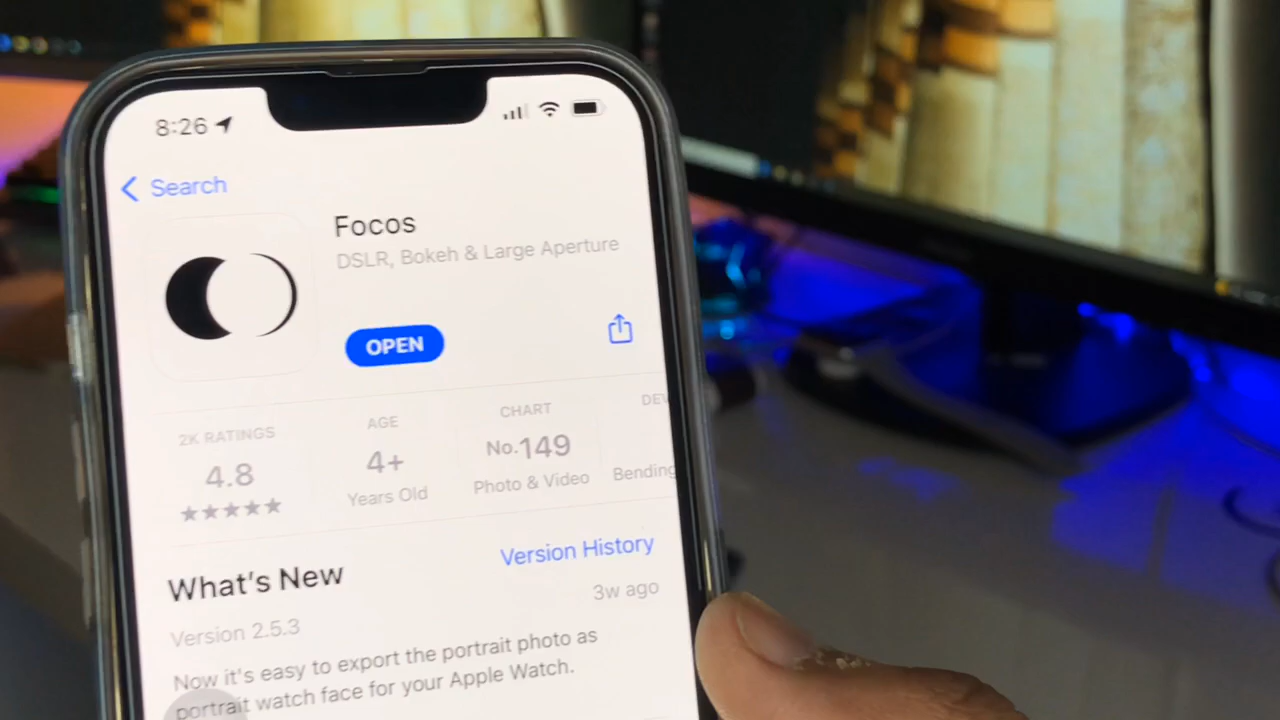 8:26
Search
Focos
DSLR, Bokeh & Large Aperture
OPEN
2K RATINGS
AGE
CHART
DEV
4.8
4+
No.149
Years Old
Photo & Video
Bending
What's New
Version History
Version 2.5.3
3w ago
Now it's easy to export the portrait photo as
portrait watch face for your Apple Watch.